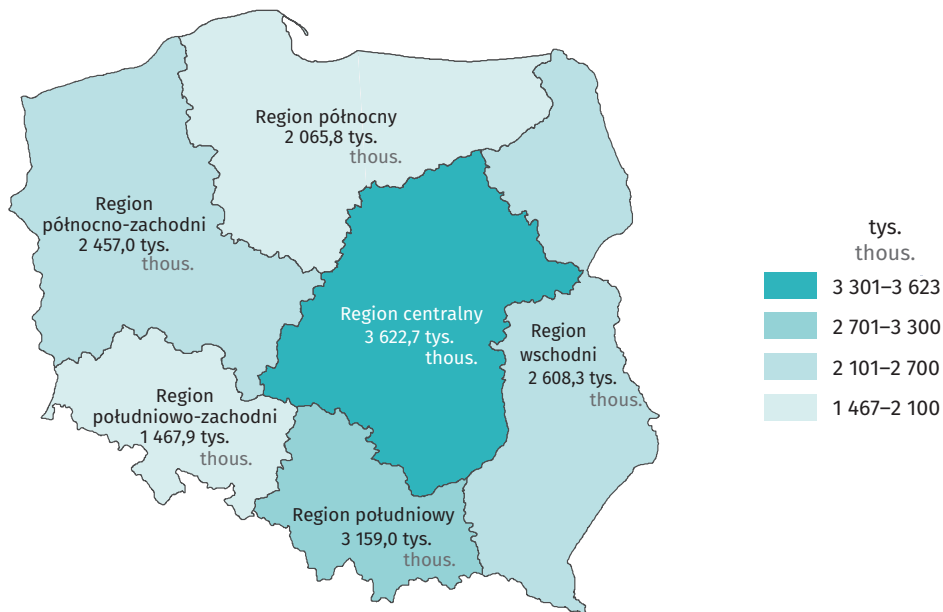 Region północny
2 065,8 tys.
thous.
Region
północno-zachodni
2 457,0 tys.
thous.
Region centralny
3 622,7 tys.
thous.
Region
wschodni
2 608,3 tys.
thous.
Region
południowo-zachodni
1 467,9 tys.
thous.
Region południowy
3 159,0 tys.
thous.
tys.
thous.
3 301–3 623
2 701–3 300
2 101–2 700
1 467–2 100